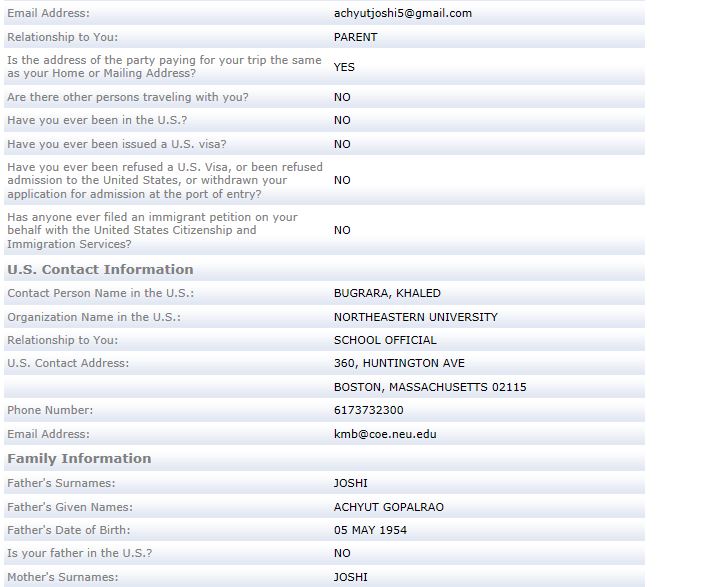 Email Address: achyutjoshi5@gmail.com
Relationship to You: PARENT
Is the address of the party paying for your trip the same
as your Home or Mailing Address? YES
Are there other persons traveling with you? NO
Have you ever been in the U.S.? NO
Have you ever been issued a U.S. visa? NO
Have you ever been refused a U.S. Visa, or been refused
admission to the United States, or withdrawn your NO
application for admission at the port of entry?
Has anyone ever filed an immigrant petition on your
behalf with the United States Citizenship and NO
Immigration Services?
U.S. Contact Information
Contact Person Name in the U.S.: BUGRARA, KHALED
Organization Name in the U.S.: NORTHEASTERN UNIVERSITY
Relationship to You: SCHOOL OFFICIAL
U.S. Contact Address: 360, HUNTINGTON AVE
BOSTON, MASSACHUSETTS 02115
Phone Number: 6173732300
Email Address: kmb@coe.neu.edu
Family Information
Father's Surnames: JOSHI
Father's Given Names: ACHYUT GOPALRAO
Father's Date of Birth: 05 MAY 1954
Is your father in the U.S.? NO
Mother's Surnames: JOSHI